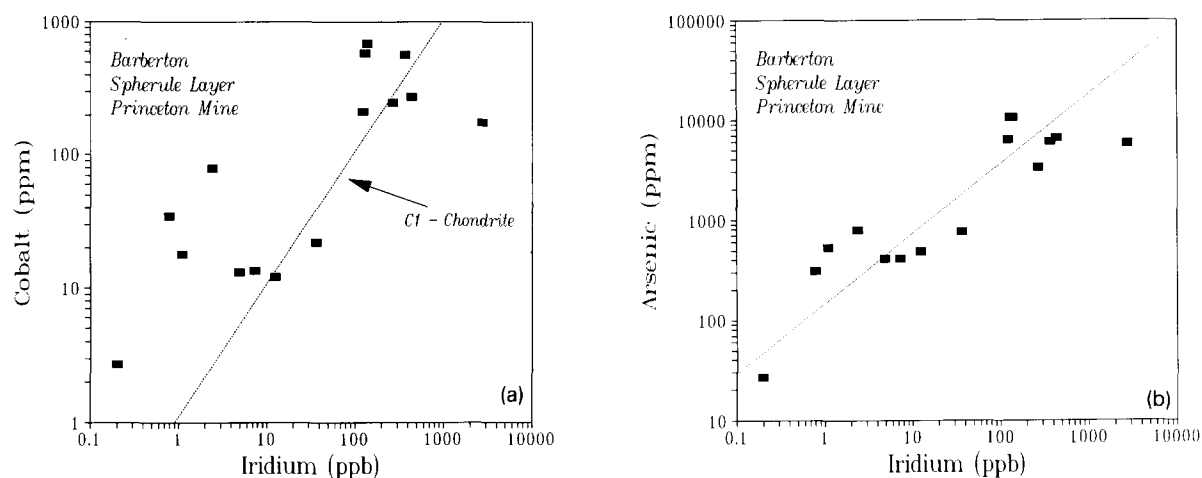 1000
100
10
1
Cobalt (ppm)
Barberton
Spherule Layer
Princeton Mine
C1 - Chondrite
(a)
0.1 1 10 100 1000 10000
Iridium (ppb)
100000
10000
1000
100
10
Arsenic (ppm)
Barberton
Spherule Layer
Princeton Mine
(b)
0.1 1 10 100 1000 10000
Iridium (ppb)